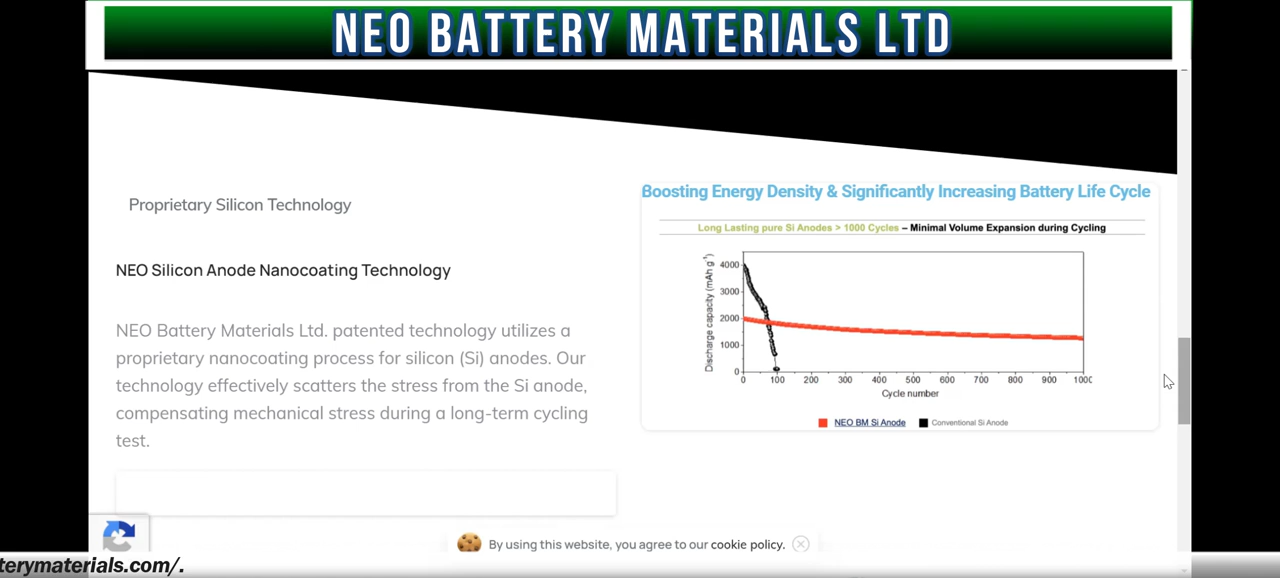 NEO BATTERY MATERIALS LTD
Proprietary Silicon Technology
NEO Silicon Anode Nanocoating Technology
NEO Battery Materials Ltd. patented technology utilizes a
proprietary nanocoating process for silicon (Si) anodes. Our
technology effectively scatters the stress from the Si anode,
compensating mechanical stress during a long-term cycling
test.
Boosting Energy Density & Significantly Increasing Battery Life Cycle
Long Lasting pure Si Anodes > 1000 Cycles – Minimal Volume Expansion during Cycling
Discharge capacity (mAh g⁻¹)
4000
3000
2000
1000
0
0 100 200 300 400 500 600 700 800 900 1000
Cycle number
NEO BM Si Anode Conventional Si Anode
By using this website, you agree to our cookie policy.
terymaterials.com/.